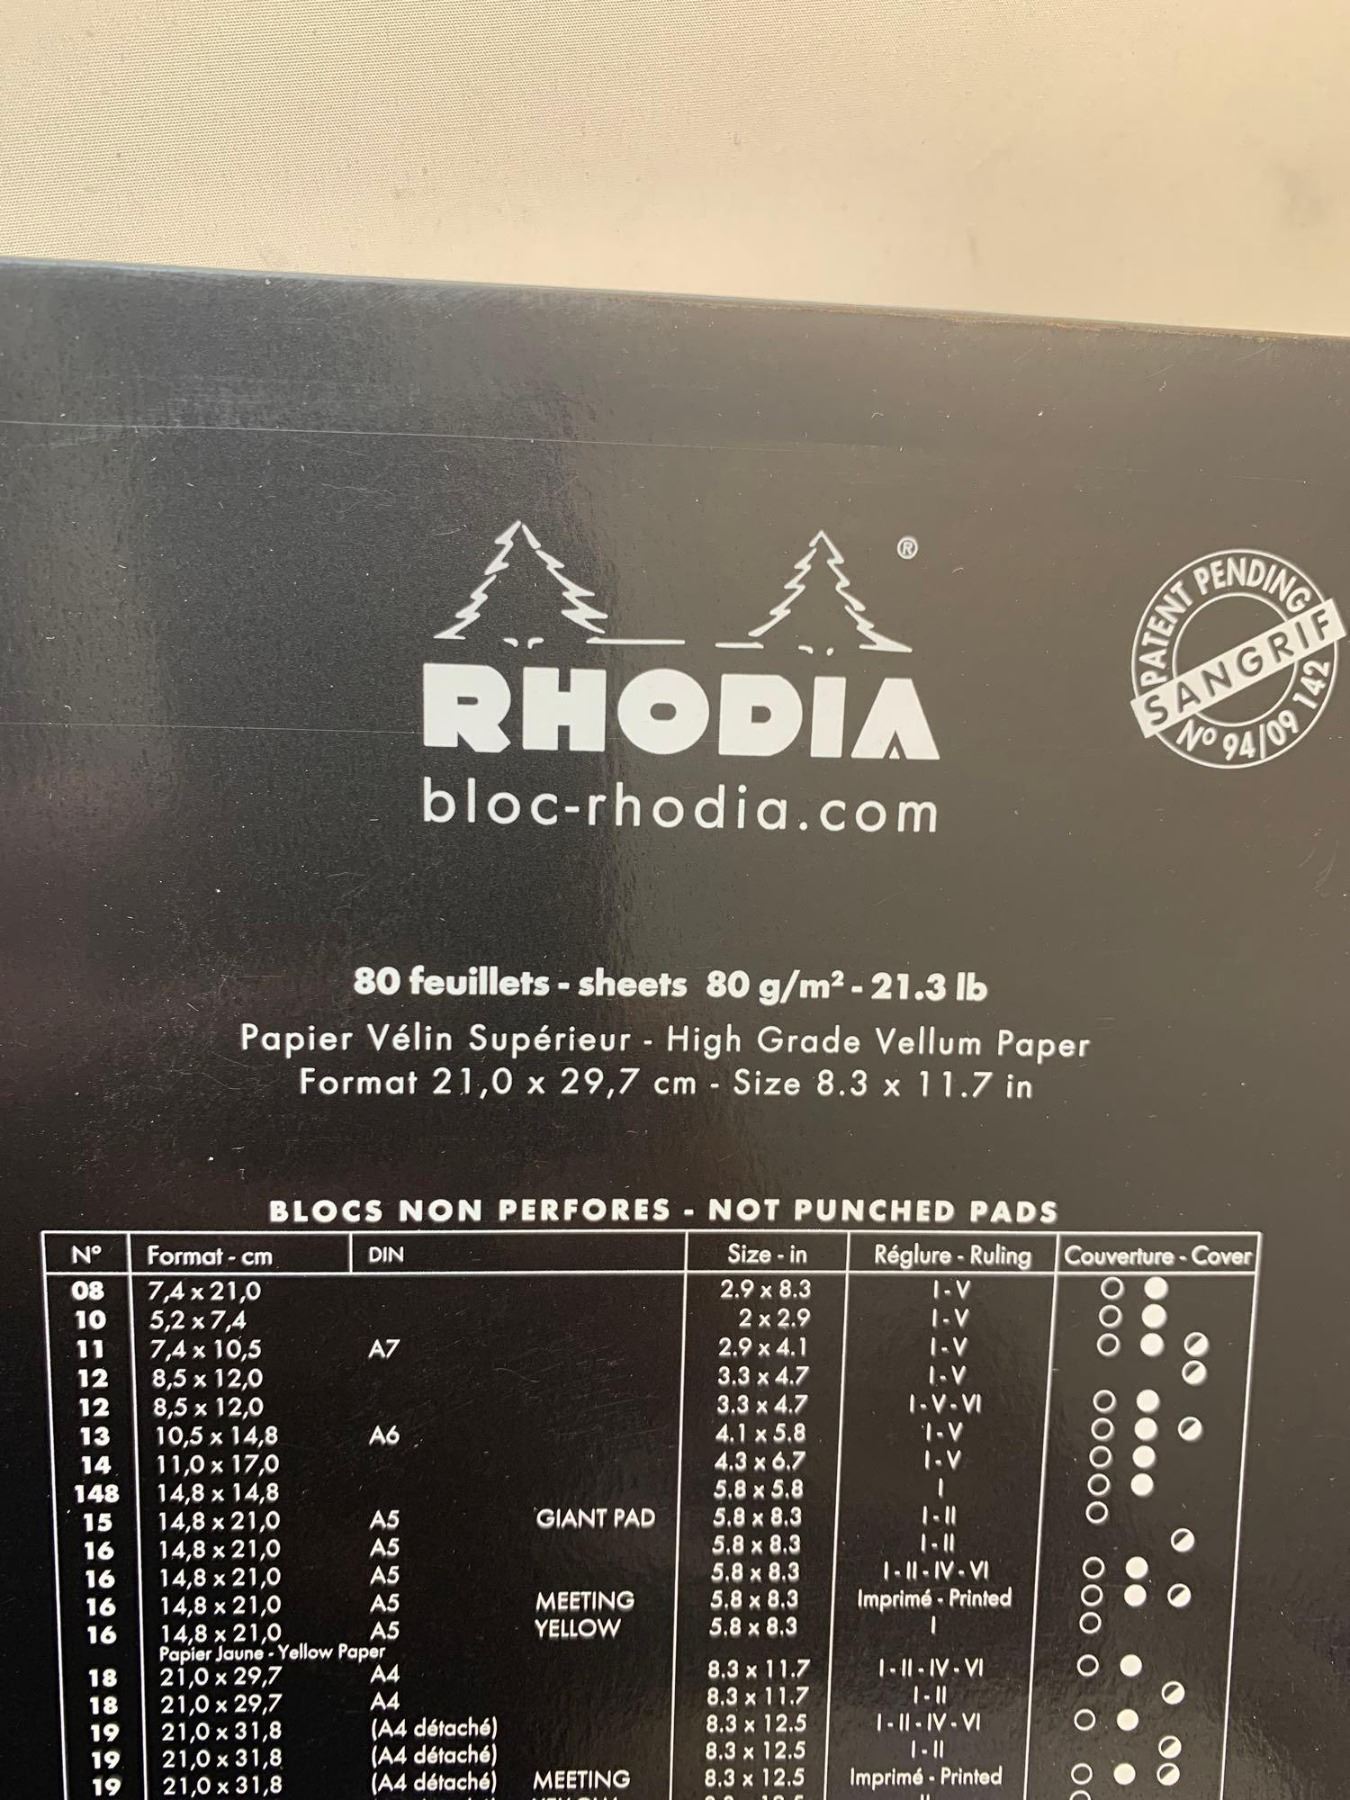 ®
RHODIA
bloc-rhodia.com
PATENT PENDING
SANGRIF
Nº 94/09 142
80 feuillets - sheets 80 g/m² - 21.3 lb
Papier Vélin Supérieur - High Grade Vellum Paper
Format 21,0 x 29,7 cm - Size 8.3 x 11.7 in
BLOCS NON PERFORES - NOT PUNCHED PADS
Nº Format - cm DIN Size - in Réglure - Ruling Couverture - Cover
08 7,4 x 21,0 2.9 x 8.3 I - V
10 5,2 x 7,4 2 x 2.9 I - V
11 7,4 x 10,5 A7 2.9 x 4.1 I - V
12 8,5 x 12,0 3.3 x 4.7 I - V
12 8,5 x 12,0 3.3 x 4.7 I - V - VI
13 10,5 x 14,8 A6 4.1 x 5.8 I - V
14 11,0 x 17,0 4.3 x 6.7 I - V
148 14,8 x 14,8 5.8 x 5.8 I
15 14,8 x 21,0 A5 GIANT PAD 5.8 x 8.3 I - II
16 14,8 x 21,0 A5 5.8 x 8.3 I - II
16 14,8 x 21,0 A5 5.8 x 8.3 I - II - IV - VI
16 14,8 x 21,0 A5 MEETING 5.8 x 8.3 Imprimé - Printed
16 14,8 x 21,0 A5 YELLOW 5.8 x 8.3 I
Papier Jaune - Yellow Paper
18 21,0 x 29,7 A4 8.3 x 11.7 I - II - IV - VI
18 21,0 x 29,7 A4 8.3 x 11.7 I - II
19 21,0 x 31,8 (A4 détaché) 8.3 x 12.5 I - II - IV - VI
19 21,0 x 31,8 (A4 détaché) 8.3 x 12.5 I - II
19 21,0 x 31,8 (A4 détaché) MEETING 8.3 x 12.5 Imprimé - Printed